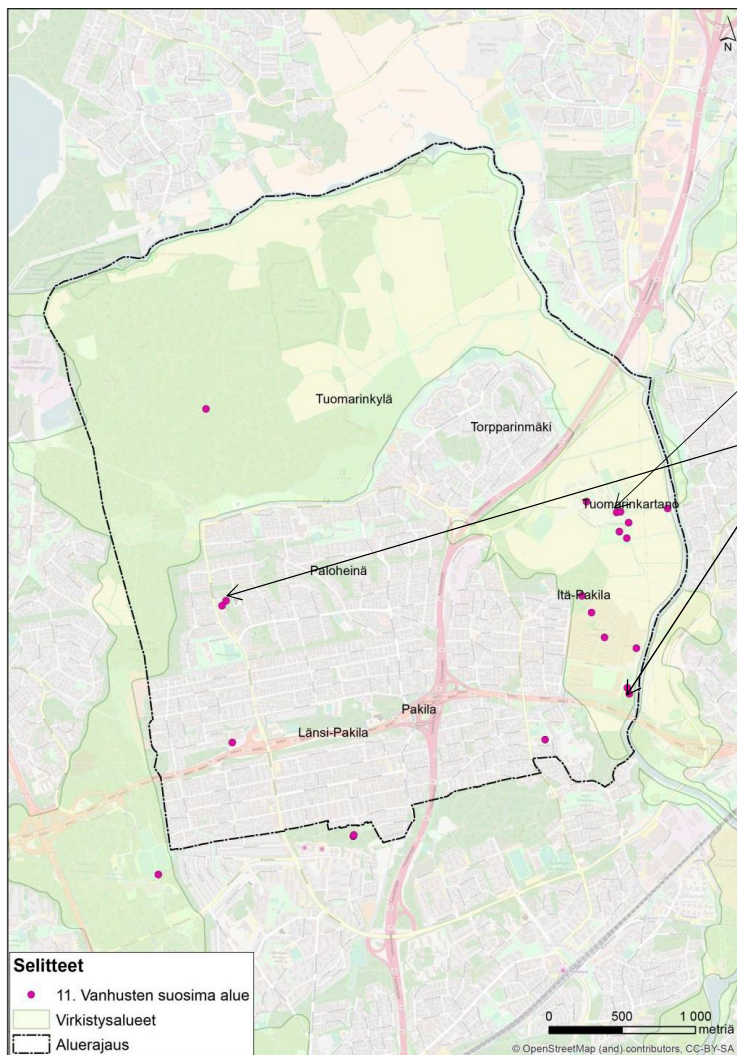 N
Tuomarinkylä
Torpparinmäki
Tuomarinkartano
Paloheinä
Itä-Pakila
Pakila
Länsi-Pakila
Selitteet
11. Vanhusten suosima alue
Virkistysalueet
Aluerajaus
0 500 1 000
metriä
© OpenStreetMap (and) contributors, CC-BY-SA